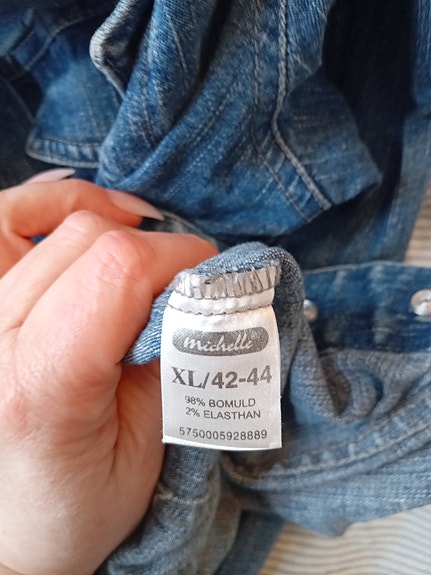 Michelle
XL/42-44
98% BOMULD
2% ELASTHAN
5750005928889